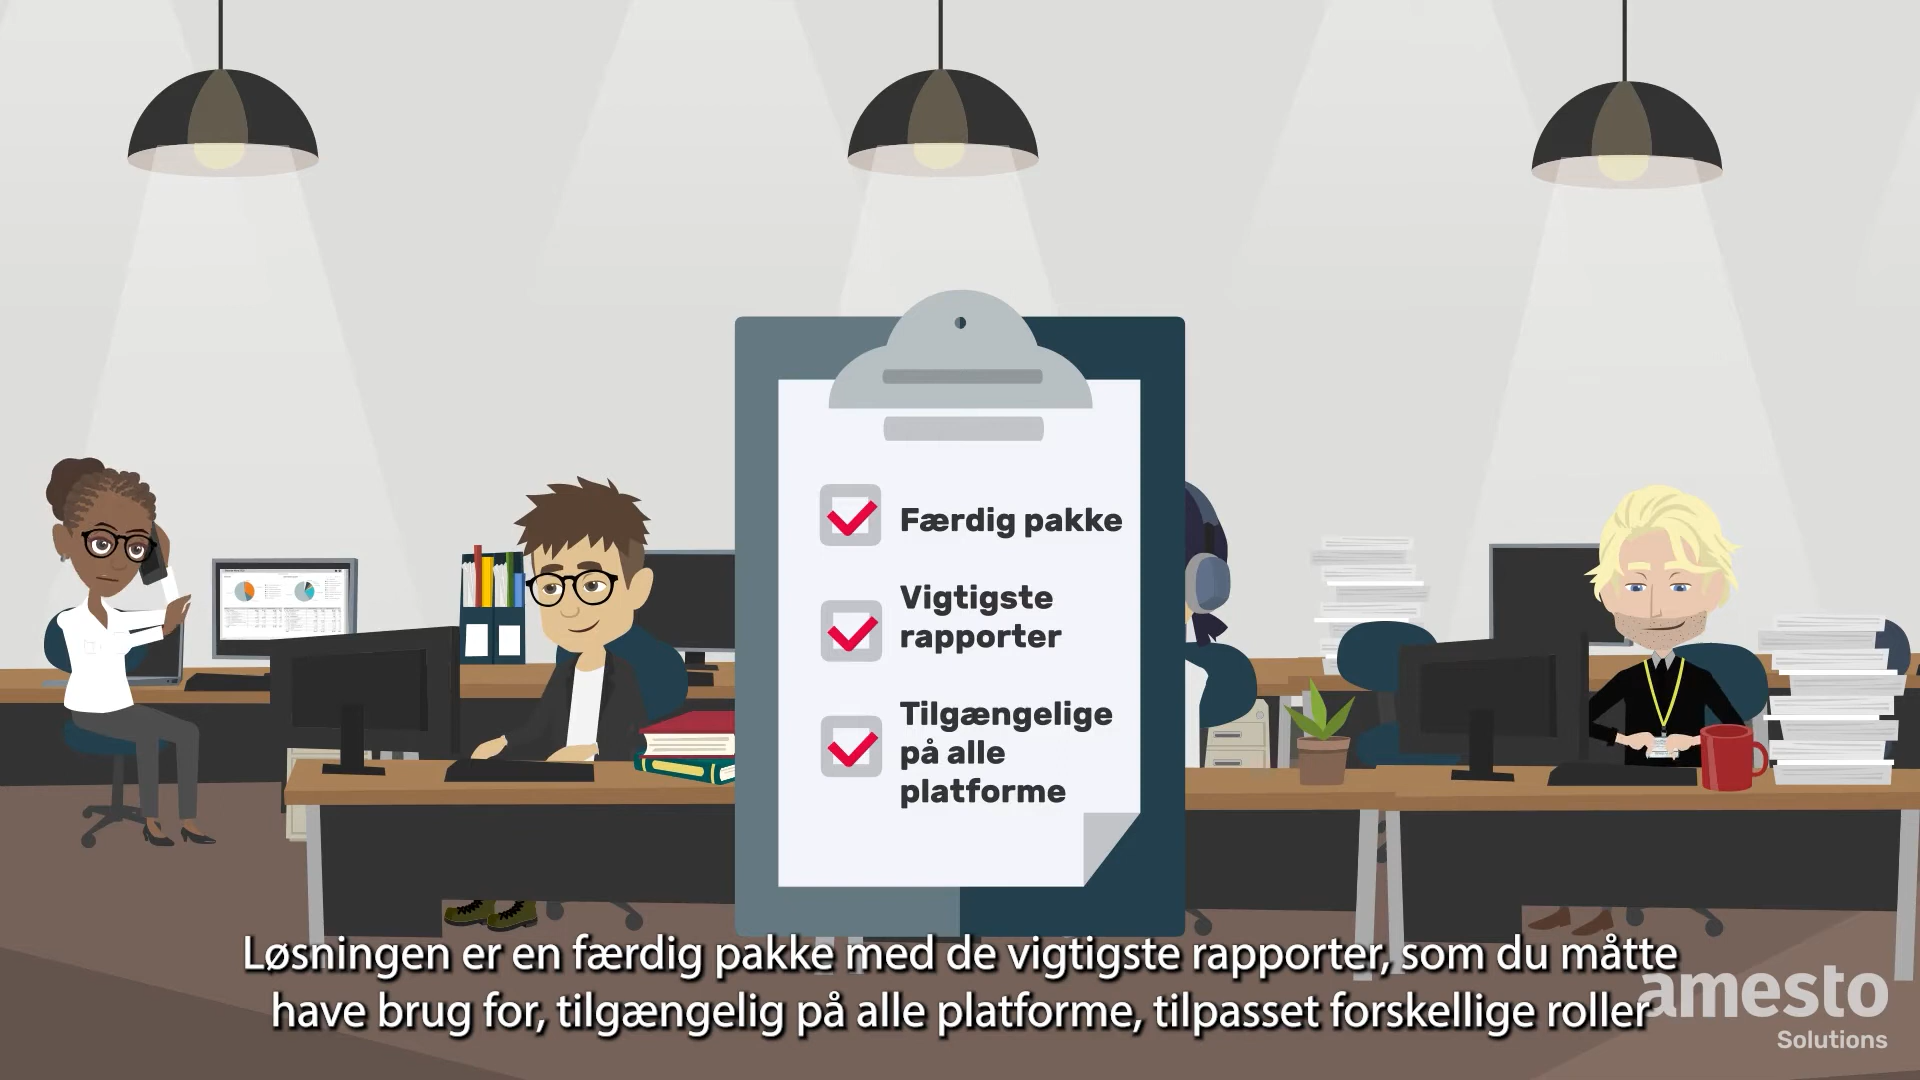 Færdig pakke
Vigtigste
rapporter
Tilgængelige
på alle
platforme
Løsningen er en færdig pakke med de vigtigste rapporter, som du måtte
have brug for, tilgængelig på alle platforme, tilpasset forskellige roller
amesto
Solutions